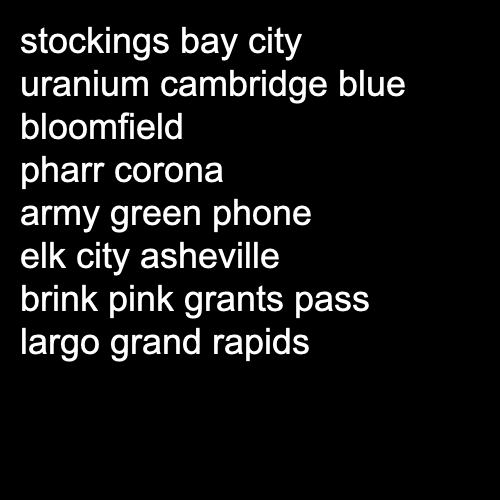 stockings bay city
uranium cambridge blue
bloomfield
pharr corona
army green phone
elk city asheville
brink pink grants pass
largo grand rapids